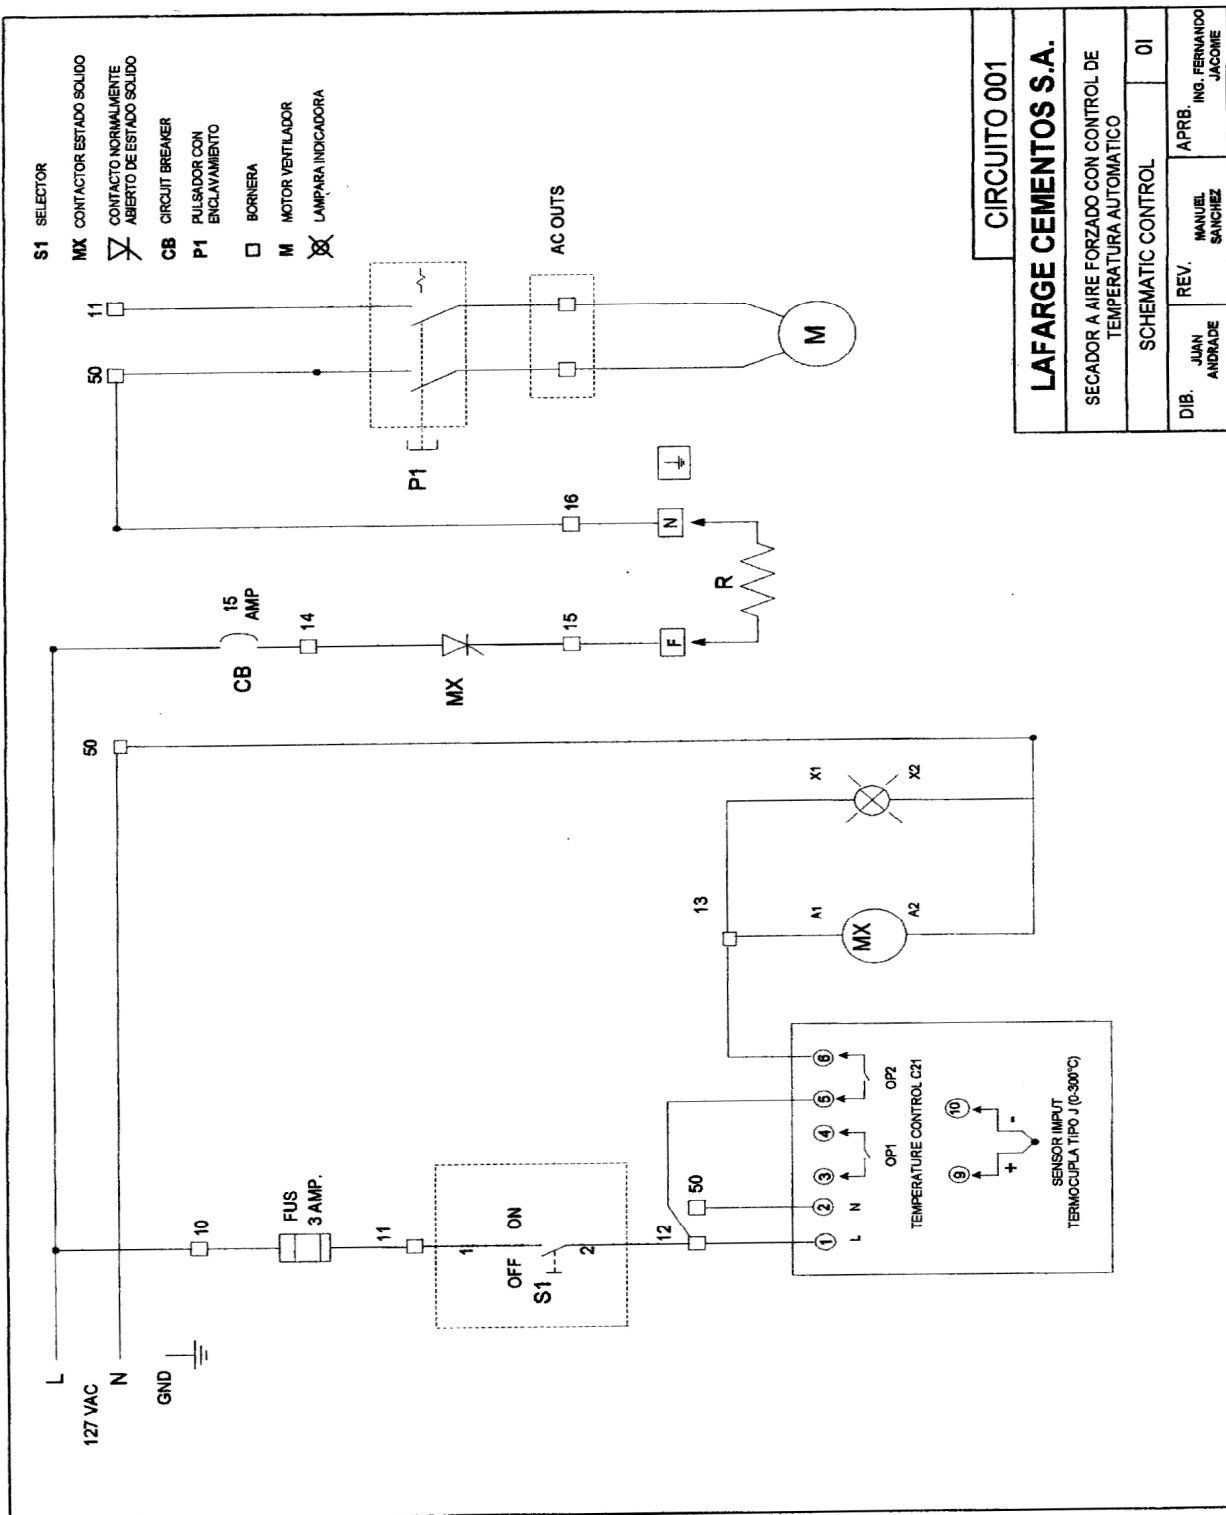 L
127 VAC
N
GND
10
FUS
3 AMP.
11
1
OFF
ON
S1
2
12
50
1
2
3
4
5
6
L
N
OP1
OP2
TEMPERATURE CONTROL C21
9
10
+
-
SENSOR IMPUT
TERMOCUPLA TIPO J (0-300°C)
13
A1
MX
A2
X1
X2
50
CB
15
AMP
14
MX
15
F
R
16
N
50
11
P1
AC OUTS
M
S1 SELECTOR
MX CONTACTOR ESTADO SOLIDO
CONTACTO NORMALMENTE
ABIERTO DE ESTADO SOLIDO
CB CIRCUIT BREAKER
P1 PULSADOR CON
ENCLAVAMIENTO
BORNERA
M MOTOR VENTILADOR
LAMPARA INDICADORA
CIRCUITO 001
LAFARGE CEMENTOS S.A.
SECADOR A AIRE FORZADO CON CONTROL DE
TEMPERATURA AUTOMATICO
SCHEMATIC CONTROL
01
DIB. JUAN
ANDRADE
REV. MANUEL
SANCHEZ
APRB. ING. FERNANDO
JACOME